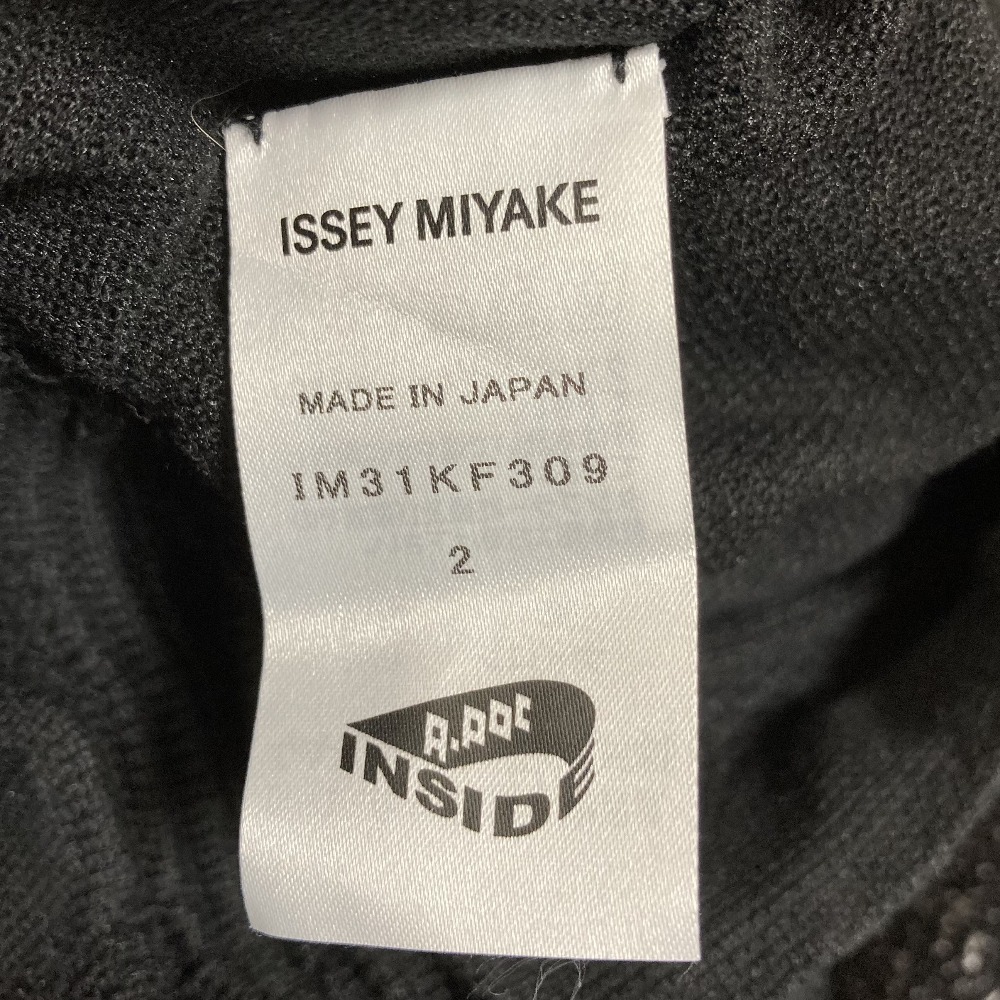 ISSEY MIYAKE
MADE IN JAPAN
IM31KF309
2
A-POC
INSIDE